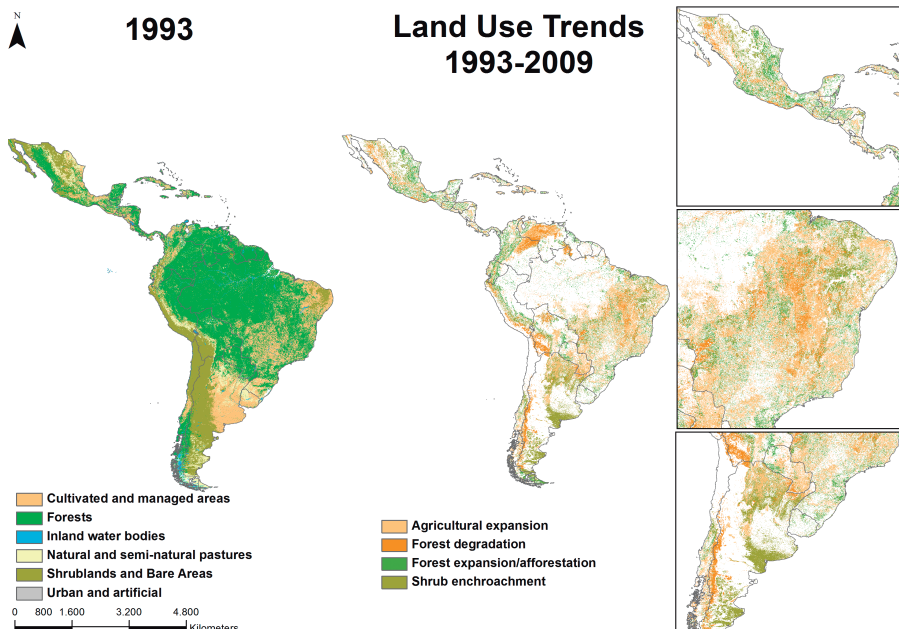 N
1993
Land Use Trends
1993-2009
Cultivated and managed areas
Forests
Inland water bodies
Natural and semi-natural pastures
Shrublands and Bare Areas
Urban and artificial
0 800 1.600 3.200 4.800
Kilometers
Agricultural expansion
Forest degradation
Forest expansion/afforestation
Shrub enchroachment